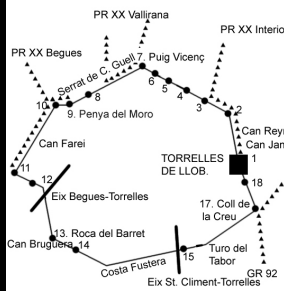 PR XX Vallirana
PR XX Interio
PR XX Begues
Serrat de C. Guell
7. Puig Vicenç
6
5
4
3
2
8
10
9. Penya del Moro
Can Farei
Can Reyn
Can Jan
TORRELLES
DE LLOB.
1
18
11
12
Eix Begues-Torrelles
17. Coll de
la Creu
13. Roca del Barret
Can Bruguera
14
Costa Fustera
15
Turo del
Tabor
GR 92
Eix St. Climent-Torrelles